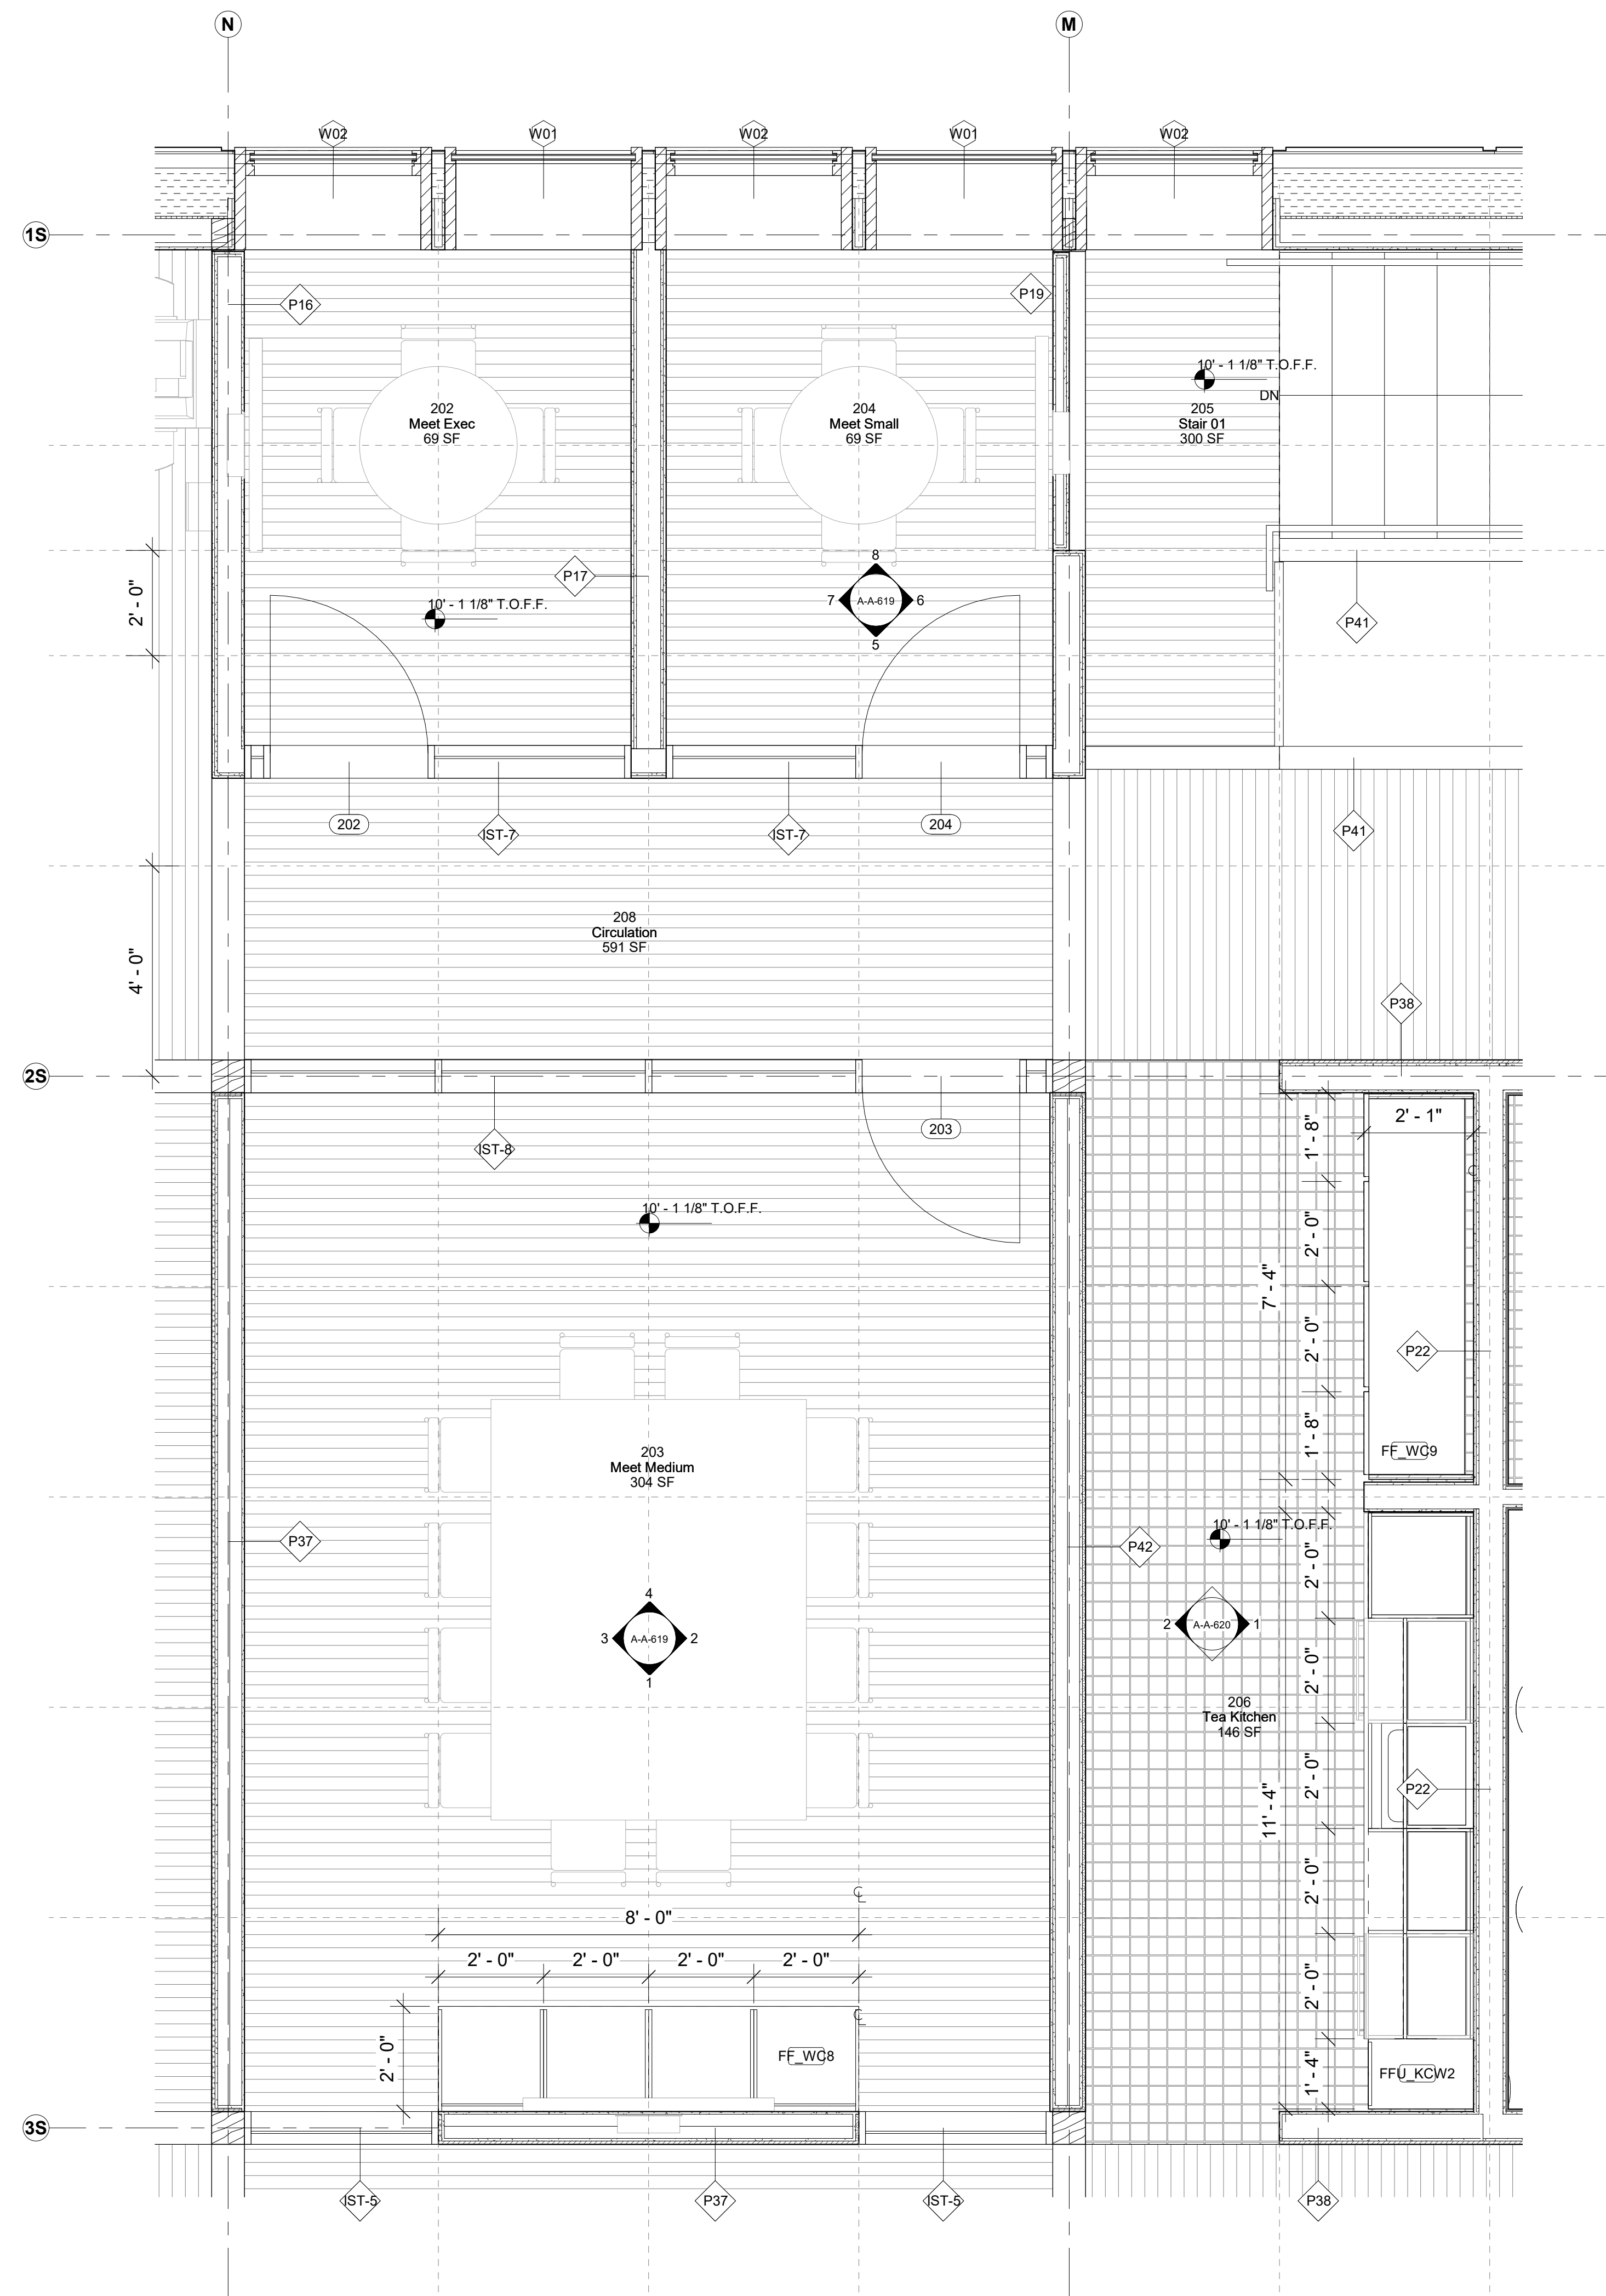 N
M
W02
W01
W02
W01
W02
1S
P16
P19
10' - 1 1/8" T.O.F.F.
DN
202
Meet Exec
69 SF
204
Meet Small
69 SF
205
Stair 01
300 SF
2' - 0"
P17
10' - 1 1/8" T.O.F.F.
8
7
A-A-619
6
5
P41
202
IST-7
IST-7
204
P41
208
Circulation
591 SF
4' - 0"
P38
2S
IST-8
203
1' - 8"
2' - 1"
10' - 1 1/8" T.O.F.F.
2' - 0"
7' - 4"
2' - 0"
P22
1' - 8"
FF_WC9
203
Meet Medium
304 SF
P37
P42
10' - 1 1/8" T.O.F.F.
2' - 0"
4
3
A-A-619
2
1
2
A-A-620
1
2' - 0"
206
Tea Kitchen
146 SF
2' - 0"
P22
11' - 4"
2' - 0"
8' - 0"
2' - 0"
2' - 0"
2' - 0"
2' - 0"
2' - 0"
2' - 0"
FF_WC8
1' - 4"
FFU_KCW2
3S
IST-5
P37
IST-5
P38